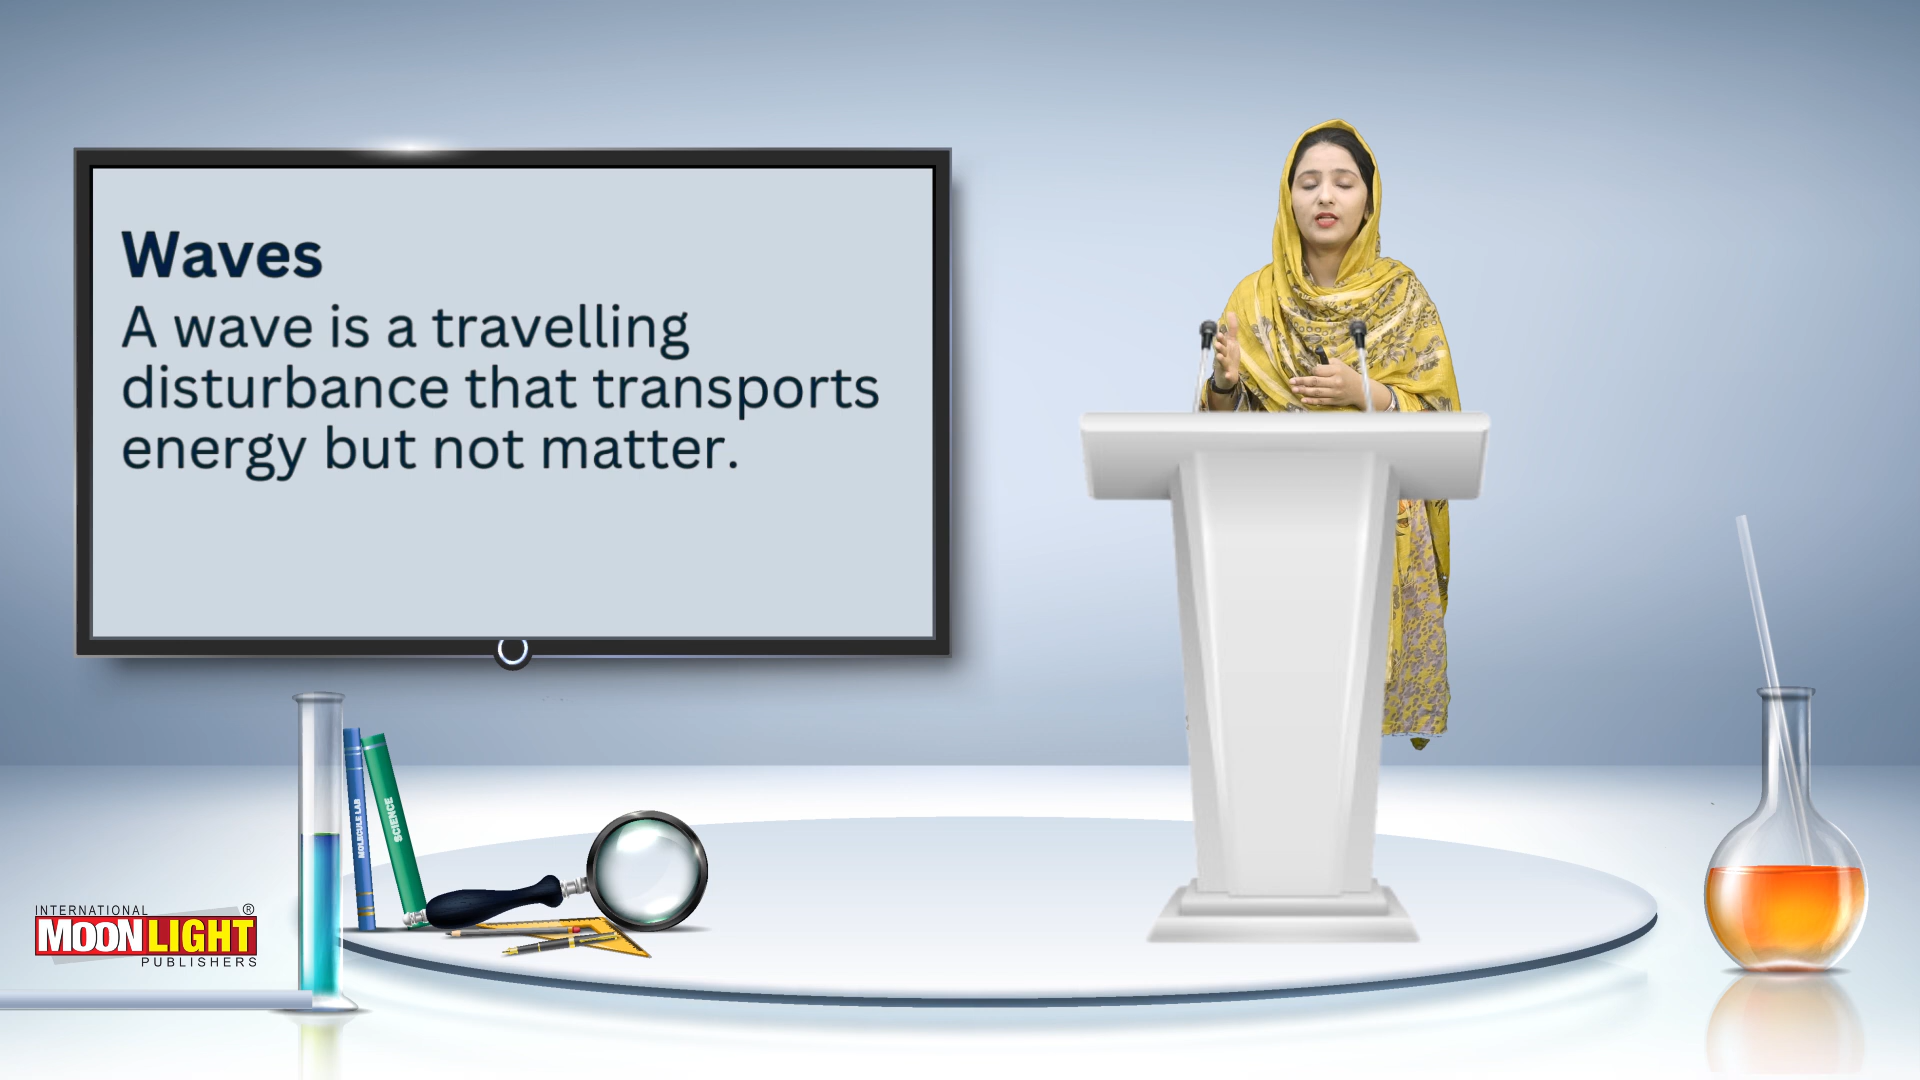 Waves
A wave is a travelling
disturbance that transports
energy but not matter.
MOLECULE LAB
SCIENCE
INTERNATIONAL ®
MOONLIGHT
PUBLISHERS